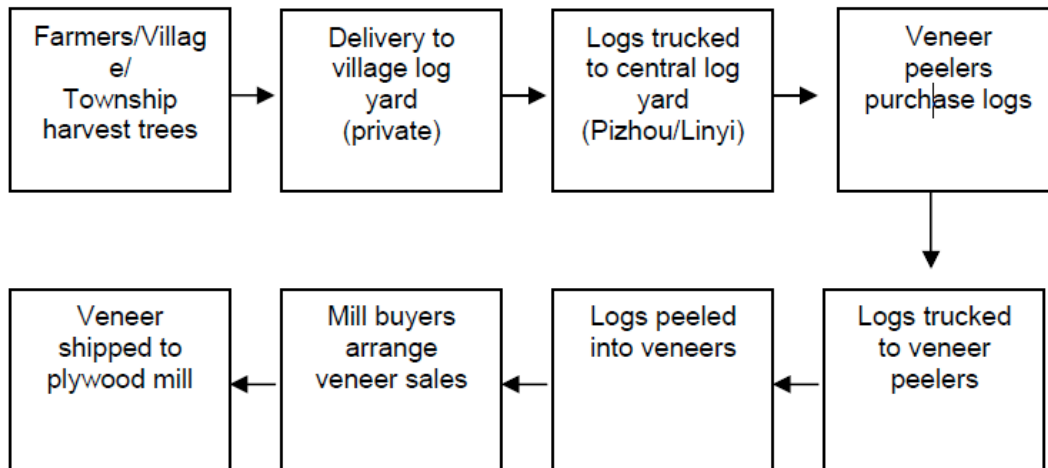 Farmers/Villag
e/
Township
harvest trees
Delivery to
village log
yard
(private)
Logs trucked
to central log
yard
(Pizhou/Linyi)
Veneer
peelers
purchase logs
Logs trucked
to veneer
peelers
Logs peeled
into veneers
Mill buyers
arrange
veneer sales
Veneer
shipped to
plywood mill